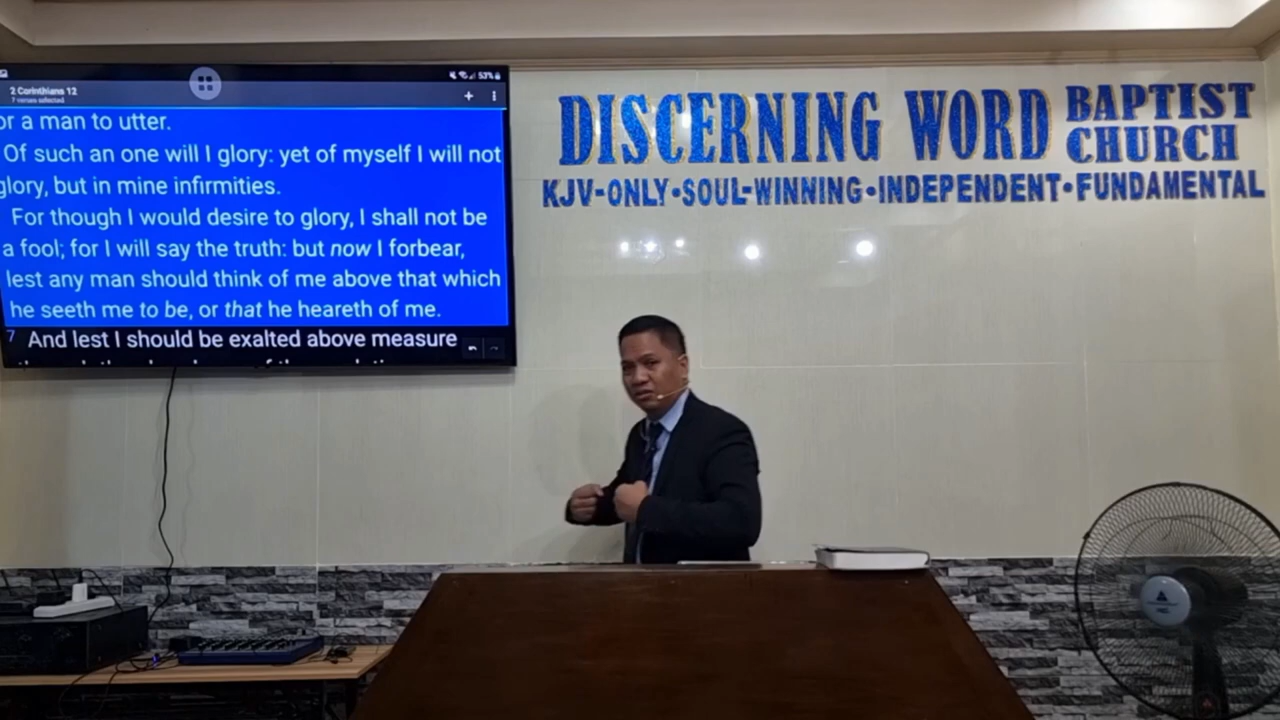 53%
2 Corinthians 12
7 verses selected
or a man to utter.
Of such an one will I glory: yet of myself I will not
glory, but in mine infirmities.
For though I would desire to glory, I shall not be
a fool; for I will say the truth: but now I forbear,
lest any man should think of me above that which
he seeth me to be, or that he heareth of me.
7 And lest I should be exalted above measure
DISCERNING WORD BAPTIST CHURCH
KJV-ONLY•SOUL-WINNING•INDEPENDENT•FUNDAMENTAL